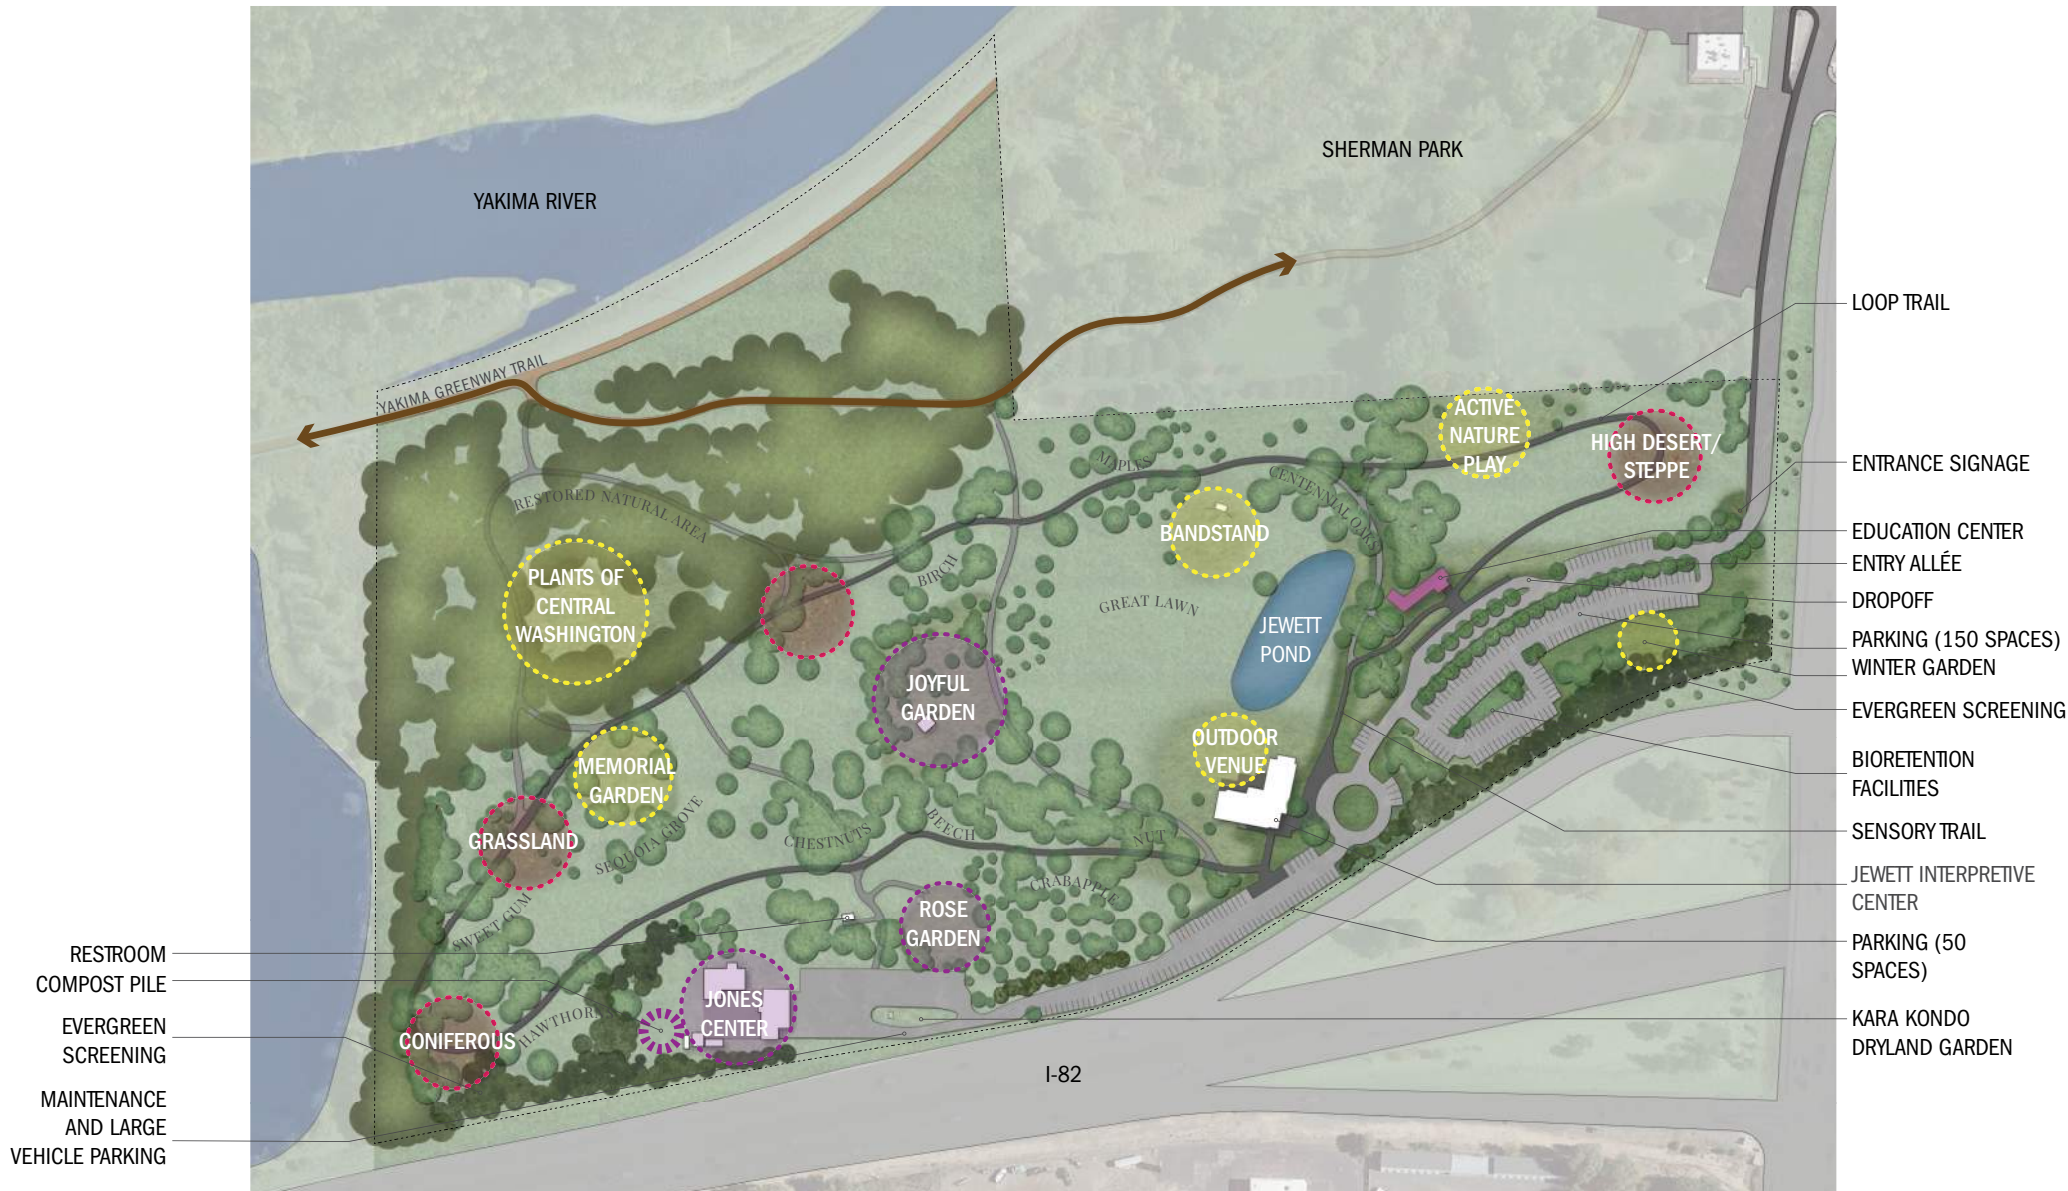 YAKIMA RIVER
SHERMAN PARK
YAKIMA GREENWAY TRAIL
LOOP TRAIL
ENTRANCE SIGNAGE
EDUCATION CENTER
ENTRY ALLÉE
DROPOFF
PARKING (150 SPACES)
WINTER GARDEN
EVERGREEN SCREENING
BIORETENTION
FACILITIES
SENSORY TRAIL
JEWETT INTERPRETIVE
CENTER
PARKING (50
SPACES)
KARA KONDO
DRYLAND GARDEN
ACTIVE
NATURE
PLAY
HIGH DESERT/
STEPPE
MAPLES
CENTENNIAL OAKS
RESTORED NATURAL AREA
BANDSTAND
PLANTS OF
CENTRAL
WASHINGTON
BIRCH
GREAT LAWN
JEWETT
POND
JOYFUL
GARDEN
OUTDOOR
VENUE
MEMORIAL
GARDEN
GRASSLAND
SEQUOIA GROVE
CHESTNUTS
BEECH
NUT
CRABAPPLE
SWEET GUM
ROSE
GARDEN
HAWTHORNS
JONES
CENTER
CONIFEROUS
I-82
RESTROOM
COMPOST PILE
EVERGREEN
SCREENING
MAINTENANCE
AND LARGE
VEHICLE PARKING